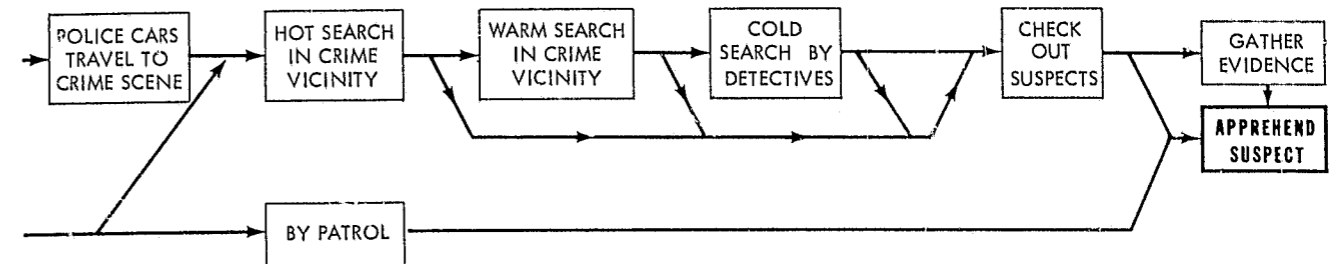 POLICE CARS
TRAVEL TO
CRIME SCENE
HOT SEARCH
IN CRIME
VICINITY
WARM SEARCH
IN CRIME
VICINITY
COLD
SEARCH BY
DETECTIVES
CHECK
OUT
SUSPECTS
GATHER
EVIDENCE
APPREHEND
SUSPECT
BY PATROL